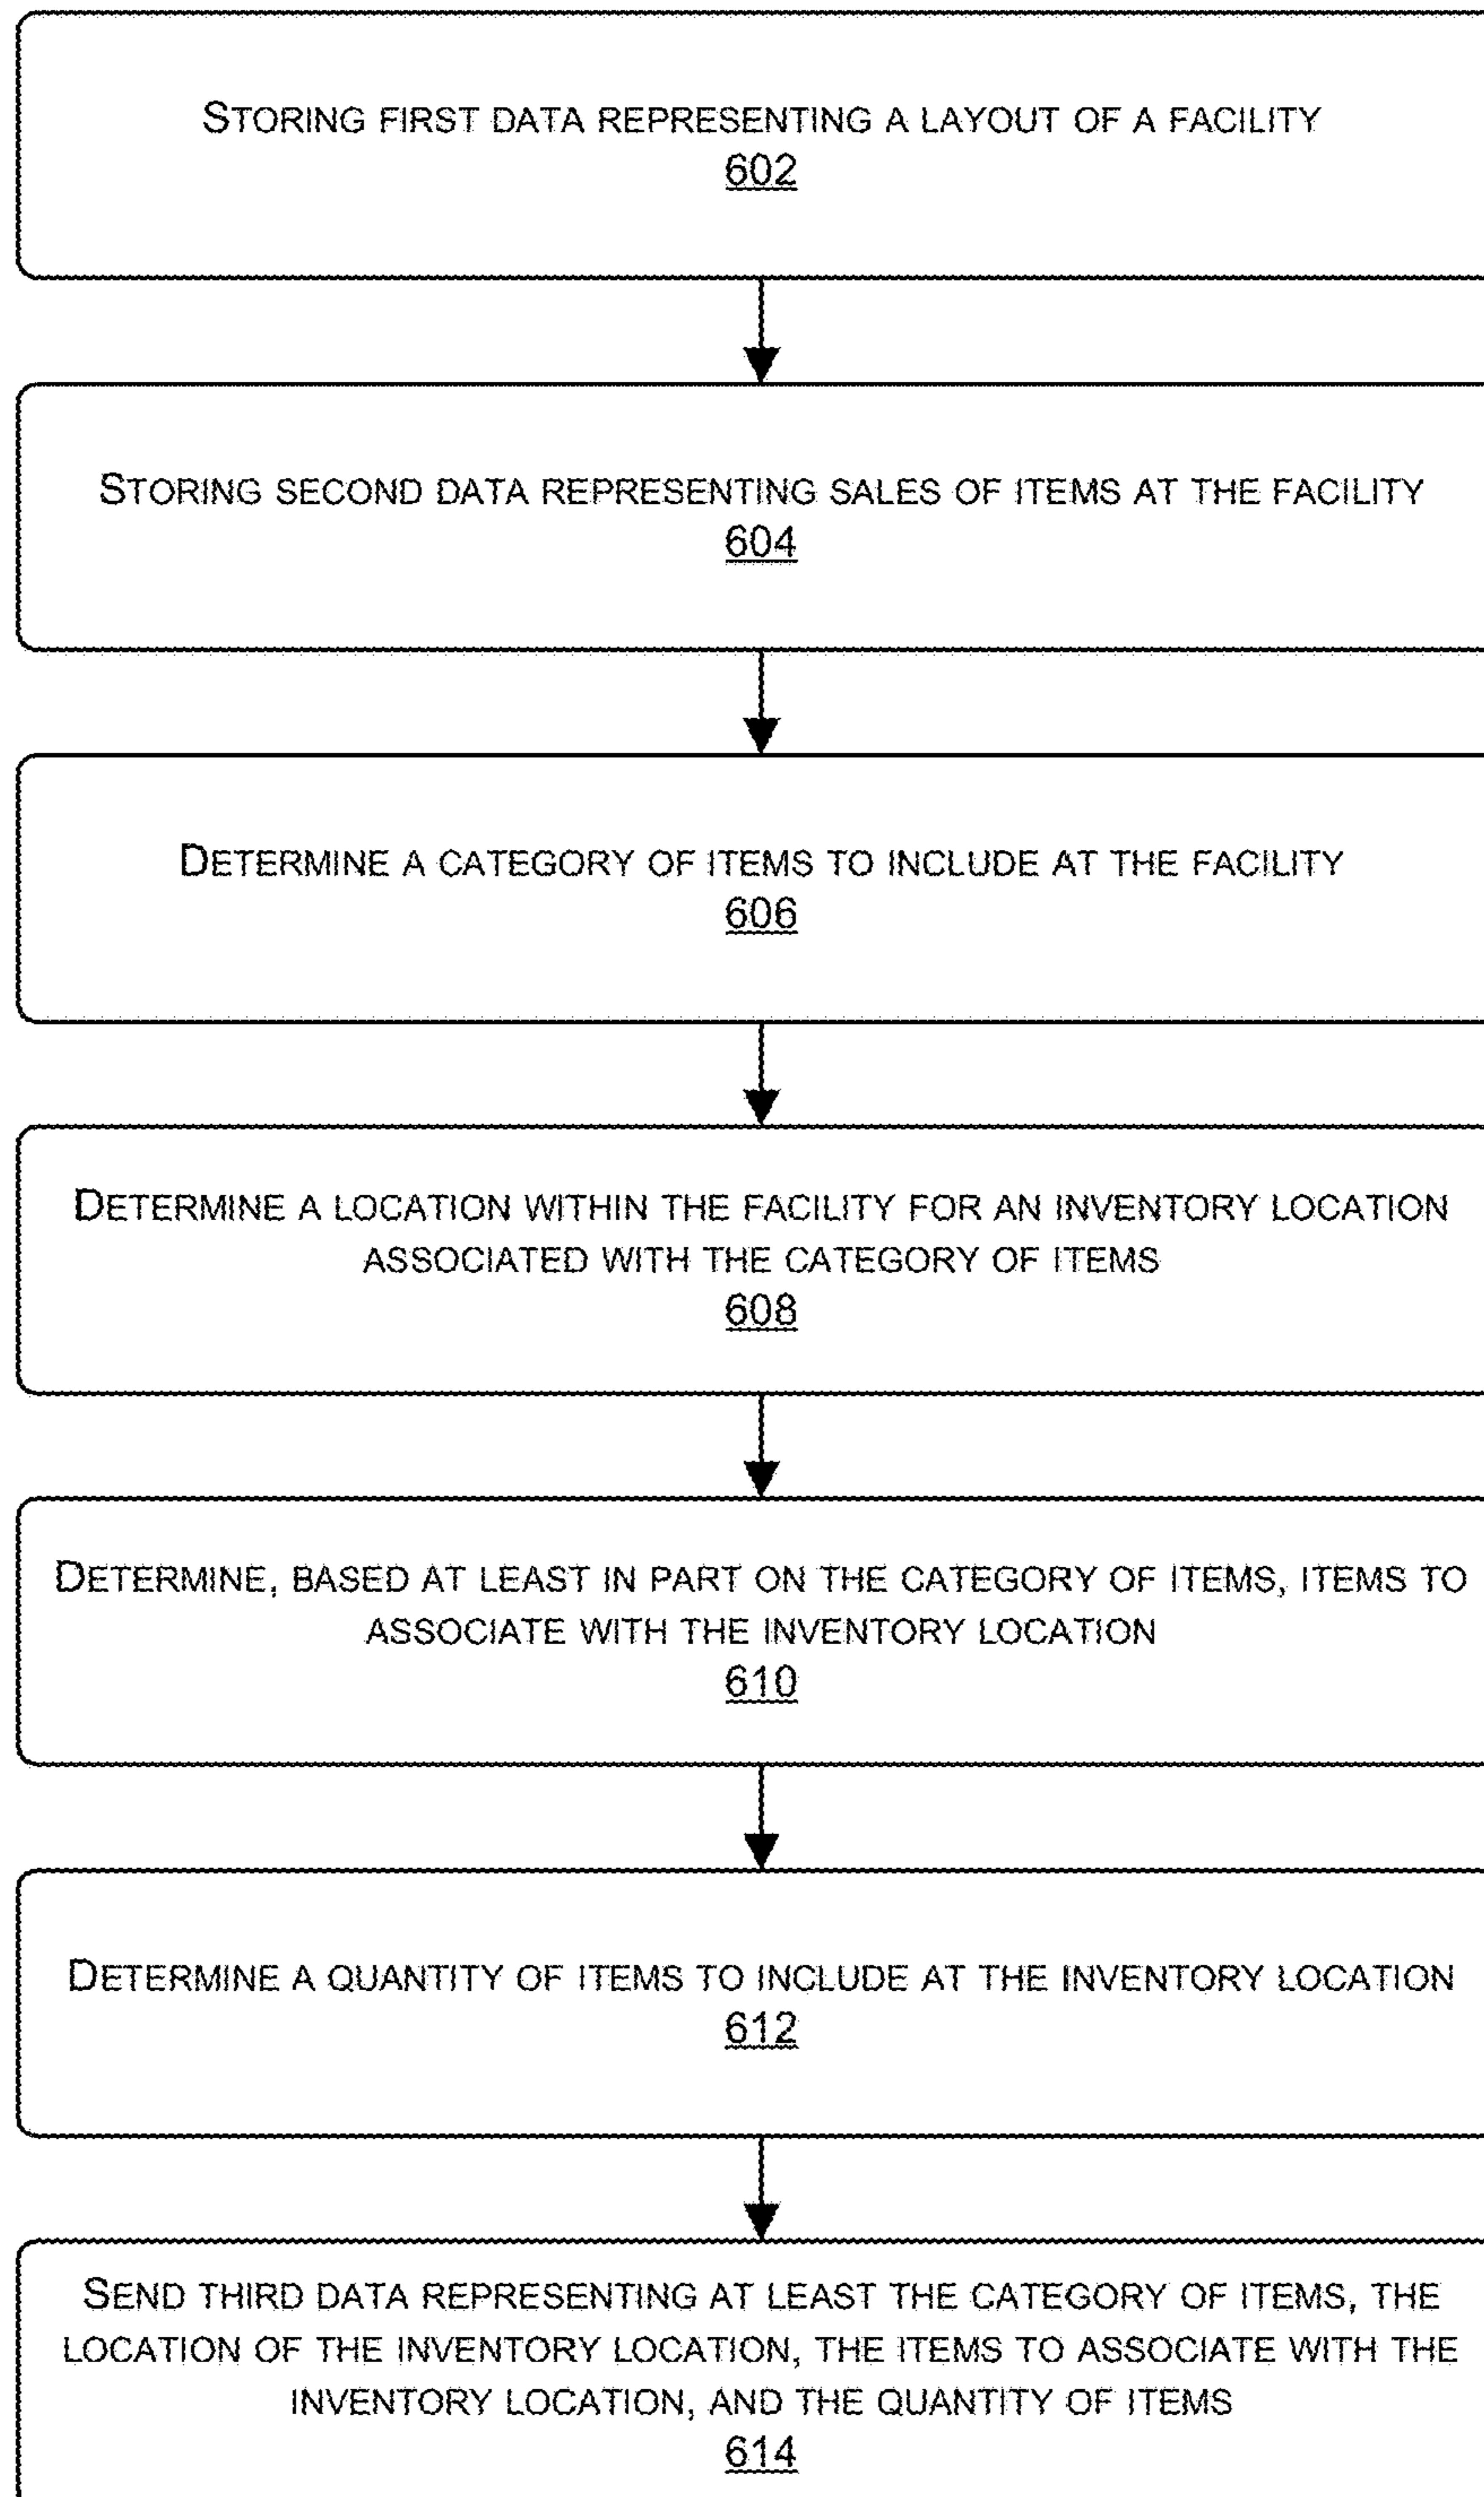 STORING FIRST DATA REPRESENTING A LAYOUT OF A FACILITY
602
STORING SECOND DATA REPRESENTING SALES OF ITEMS AT THE FACILITY
604
DETERMINE A CATEGORY OF ITEMS TO INCLUDE AT THE FACILITY
606
DETERMINE A LOCATION WITHIN THE FACILITY FOR AN INVENTORY LOCATION
ASSOCIATED WITH THE CATEGORY OF ITEMS
608
DETERMINE, BASED AT LEAST IN PART ON THE CATEGORY OF ITEMS, ITEMS TO
ASSOCIATE WITH THE INVENTORY LOCATION
610
DETERMINE A QUANTITY OF ITEMS TO INCLUDE AT THE INVENTORY LOCATION
612
SEND THIRD DATA REPRESENTING AT LEAST THE CATEGORY OF ITEMS, THE
LOCATION OF THE INVENTORY LOCATION, THE ITEMS TO ASSOCIATE WITH THE
INVENTORY LOCATION, AND THE QUANTITY OF ITEMS
614